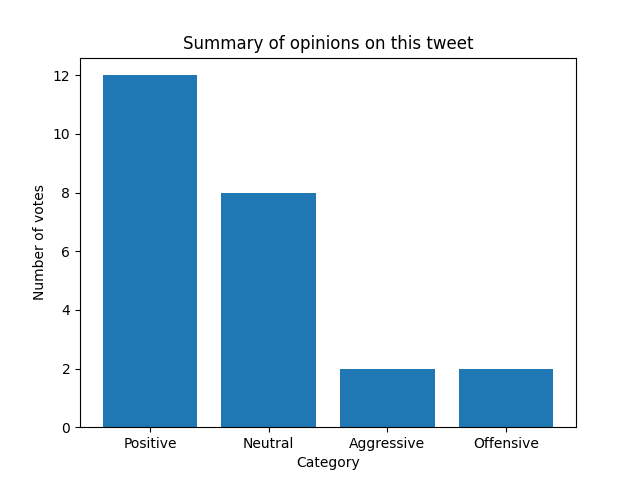 Summary of opinions on this tweet
12
10
8
6
4
2
0
Number of votes
Positive Neutral Aggressive Offensive
Category